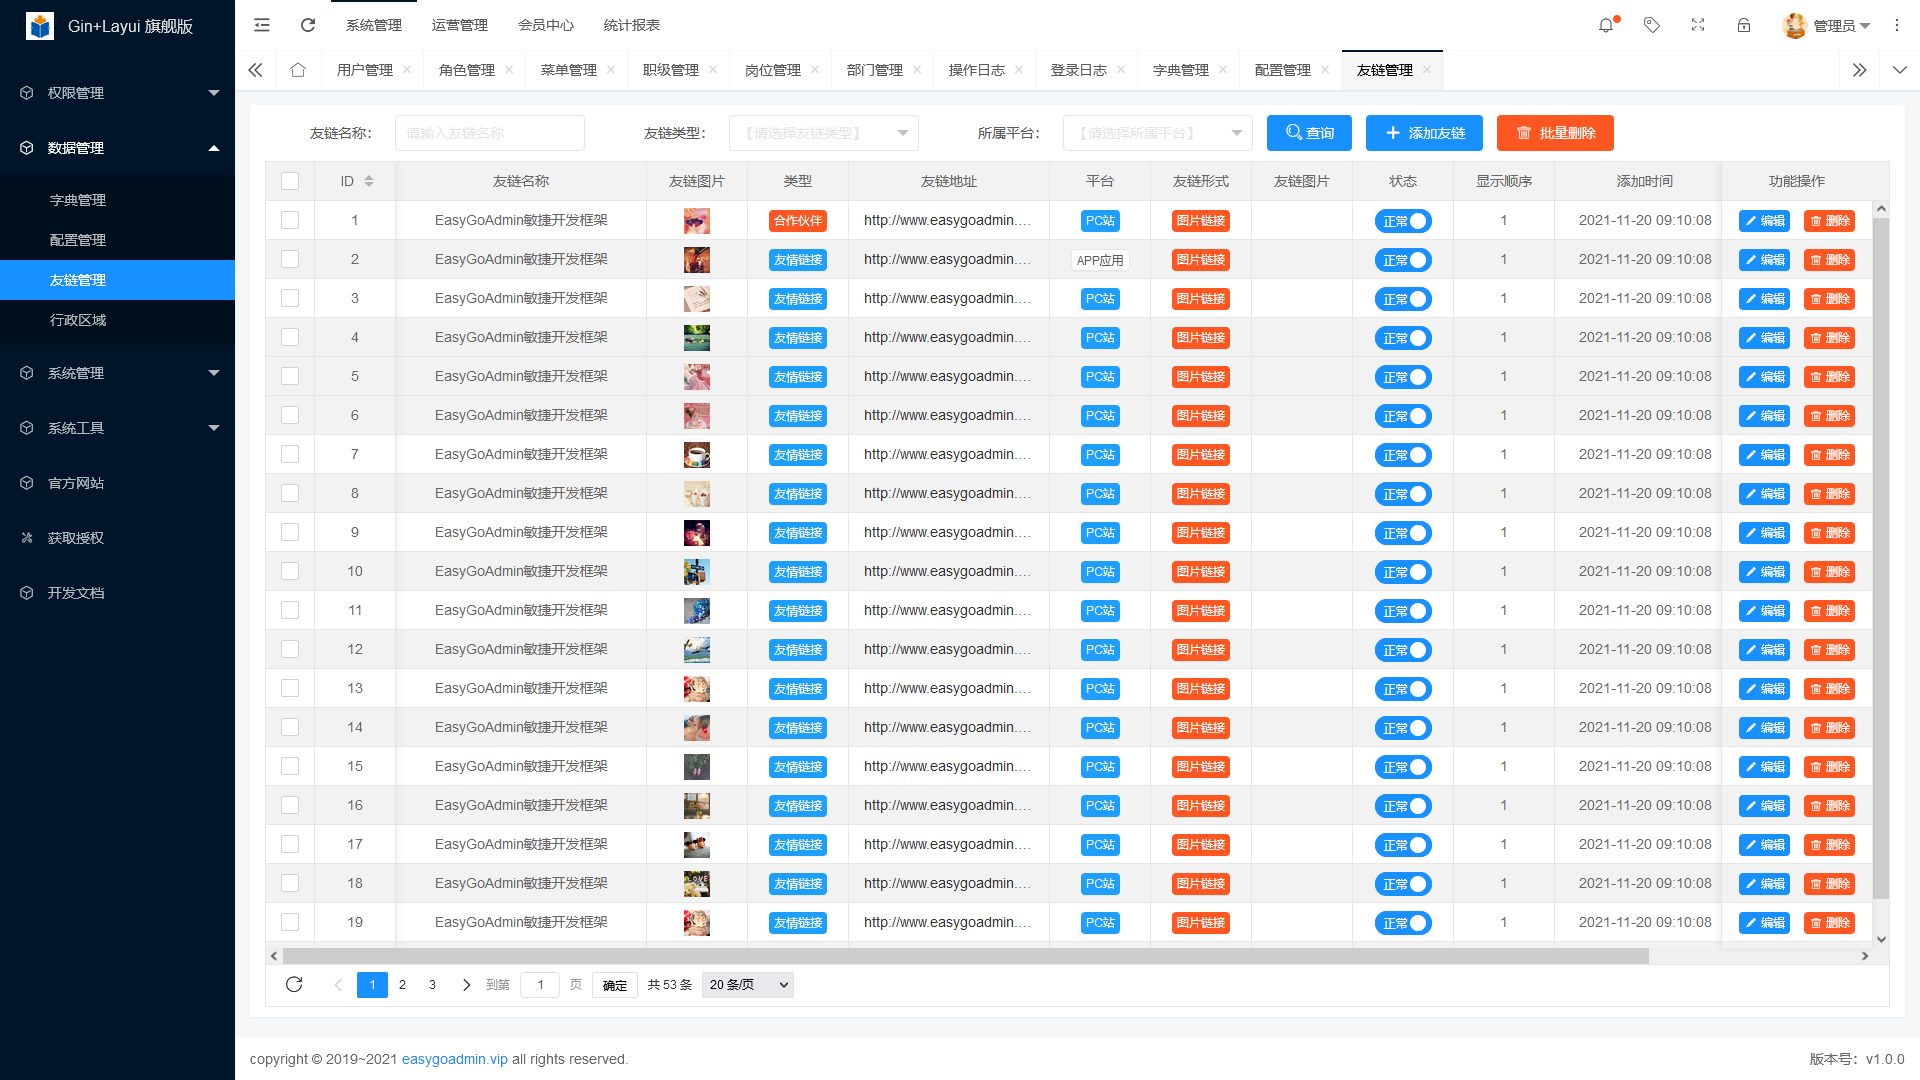 Gin+Layui 旗舰版
系统管理 运营管理 会员中心 统计报表 管理员
用户管理 角色管理 菜单管理 职级管理 岗位管理 部门管理 操作日志 登录日志 字典管理 配置管理 友链管理
权限管理
数据管理
字典管理
配置管理
友链管理
行政区域
系统管理
系统工具
官方网站
获取授权
开发文档
友链名称： 请输入友链名称 友链类型： 【请选择友链类型】 所属平台： 【请选择所属平台】 查询 添加友链 批量删除
ID 友链名称 友链图片 类型 友链地址 平台 友链形式 友链图片 状态 显示顺序 添加时间 功能操作
1 EasyGoAdmin敏捷开发框架 合作伙伴 http://www.easygoadmin.... PC站 图片链接 正常 1 2021-11-20 09:10:08 编辑 删除
2 EasyGoAdmin敏捷开发框架 友情链接 http://www.easygoadmin.... APP应用 图片链接 正常 1 2021-11-20 09:10:08 编辑 删除
3 EasyGoAdmin敏捷开发框架 友情链接 http://www.easygoadmin.... PC站 图片链接 正常 1 2021-11-20 09:10:08 编辑 删除
4 EasyGoAdmin敏捷开发框架 友情链接 http://www.easygoadmin.... PC站 图片链接 正常 1 2021-11-20 09:10:08 编辑 删除
5 EasyGoAdmin敏捷开发框架 友情链接 http://www.easygoadmin.... PC站 图片链接 正常 1 2021-11-20 09:10:08 编辑 删除
6 EasyGoAdmin敏捷开发框架 友情链接 http://www.easygoadmin.... PC站 图片链接 正常 1 2021-11-20 09:10:08 编辑 删除
7 EasyGoAdmin敏捷开发框架 友情链接 http://www.easygoadmin.... PC站 图片链接 正常 1 2021-11-20 09:10:08 编辑 删除
8 EasyGoAdmin敏捷开发框架 友情链接 http://www.easygoadmin.... PC站 图片链接 正常 1 2021-11-20 09:10:08 编辑 删除
9 EasyGoAdmin敏捷开发框架 友情链接 http://www.easygoadmin.... PC站 图片链接 正常 1 2021-11-20 09:10:08 编辑 删除
10 EasyGoAdmin敏捷开发框架 友情链接 http://www.easygoadmin.... PC站 图片链接 正常 1 2021-11-20 09:10:08 编辑 删除
11 EasyGoAdmin敏捷开发框架 友情链接 http://www.easygoadmin.... PC站 图片链接 正常 1 2021-11-20 09:10:08 编辑 删除
12 EasyGoAdmin敏捷开发框架 友情链接 http://www.easygoadmin.... PC站 图片链接 正常 1 2021-11-20 09:10:08 编辑 删除
13 EasyGoAdmin敏捷开发框架 友情链接 http://www.easygoadmin.... PC站 图片链接 正常 1 2021-11-20 09:10:08 编辑 删除
14 EasyGoAdmin敏捷开发框架 友情链接 http://www.easygoadmin.... PC站 图片链接 正常 1 2021-11-20 09:10:08 编辑 删除
15 EasyGoAdmin敏捷开发框架 友情链接 http://www.easygoadmin.... PC站 图片链接 正常 1 2021-11-20 09:10:08 编辑 删除
16 EasyGoAdmin敏捷开发框架 友情链接 http://www.easygoadmin.... PC站 图片链接 正常 1 2021-11-20 09:10:08 编辑 删除
17 EasyGoAdmin敏捷开发框架 友情链接 http://www.easygoadmin.... PC站 图片链接 正常 1 2021-11-20 09:10:08 编辑 删除
18 EasyGoAdmin敏捷开发框架 友情链接 http://www.easygoadmin.... PC站 图片链接 正常 1 2021-11-20 09:10:08 编辑 删除
19 EasyGoAdmin敏捷开发框架 友情链接 http://www.easygoadmin.... PC站 图片链接 正常 1 2021-11-20 09:10:08 编辑 删除
1 2 3 到第 1 页 确定 共 53 条 20 条/页
copyright © 2019~2021 easygoadmin.vip all rights reserved. 版本号：v1.0.0